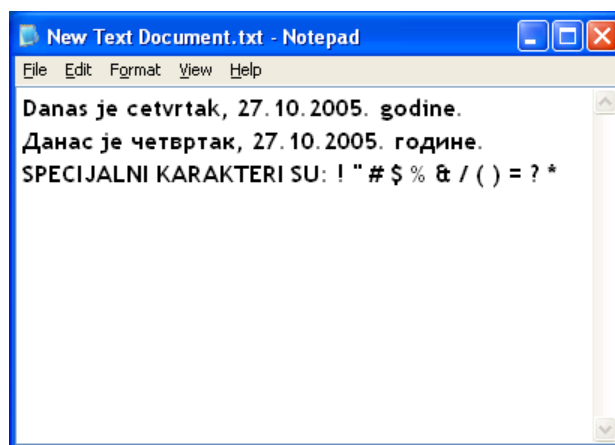 New Text Document.txt - Notepad
File Edit Format View Help
Danas je cetvrtak, 27.10.2005. godine.
Данас је четвртак, 27.10.2005. године.
SPECIJALNI KARAKTERI SU: ! " # $ % & / ( ) = ? *